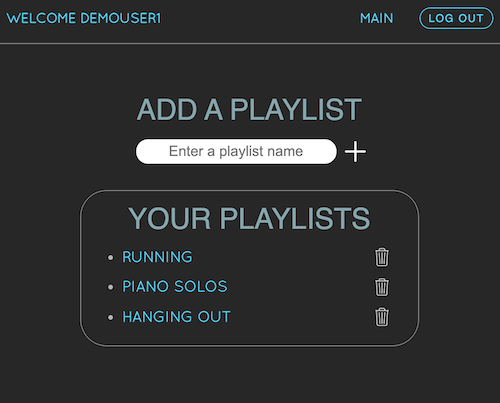 WELCOME DEMOUSER1
MAIN
LOG OUT
ADD A PLAYLIST
Enter a playlist name
YOUR PLAYLISTS
RUNNING
PIANO SOLOS
HANGING OUT